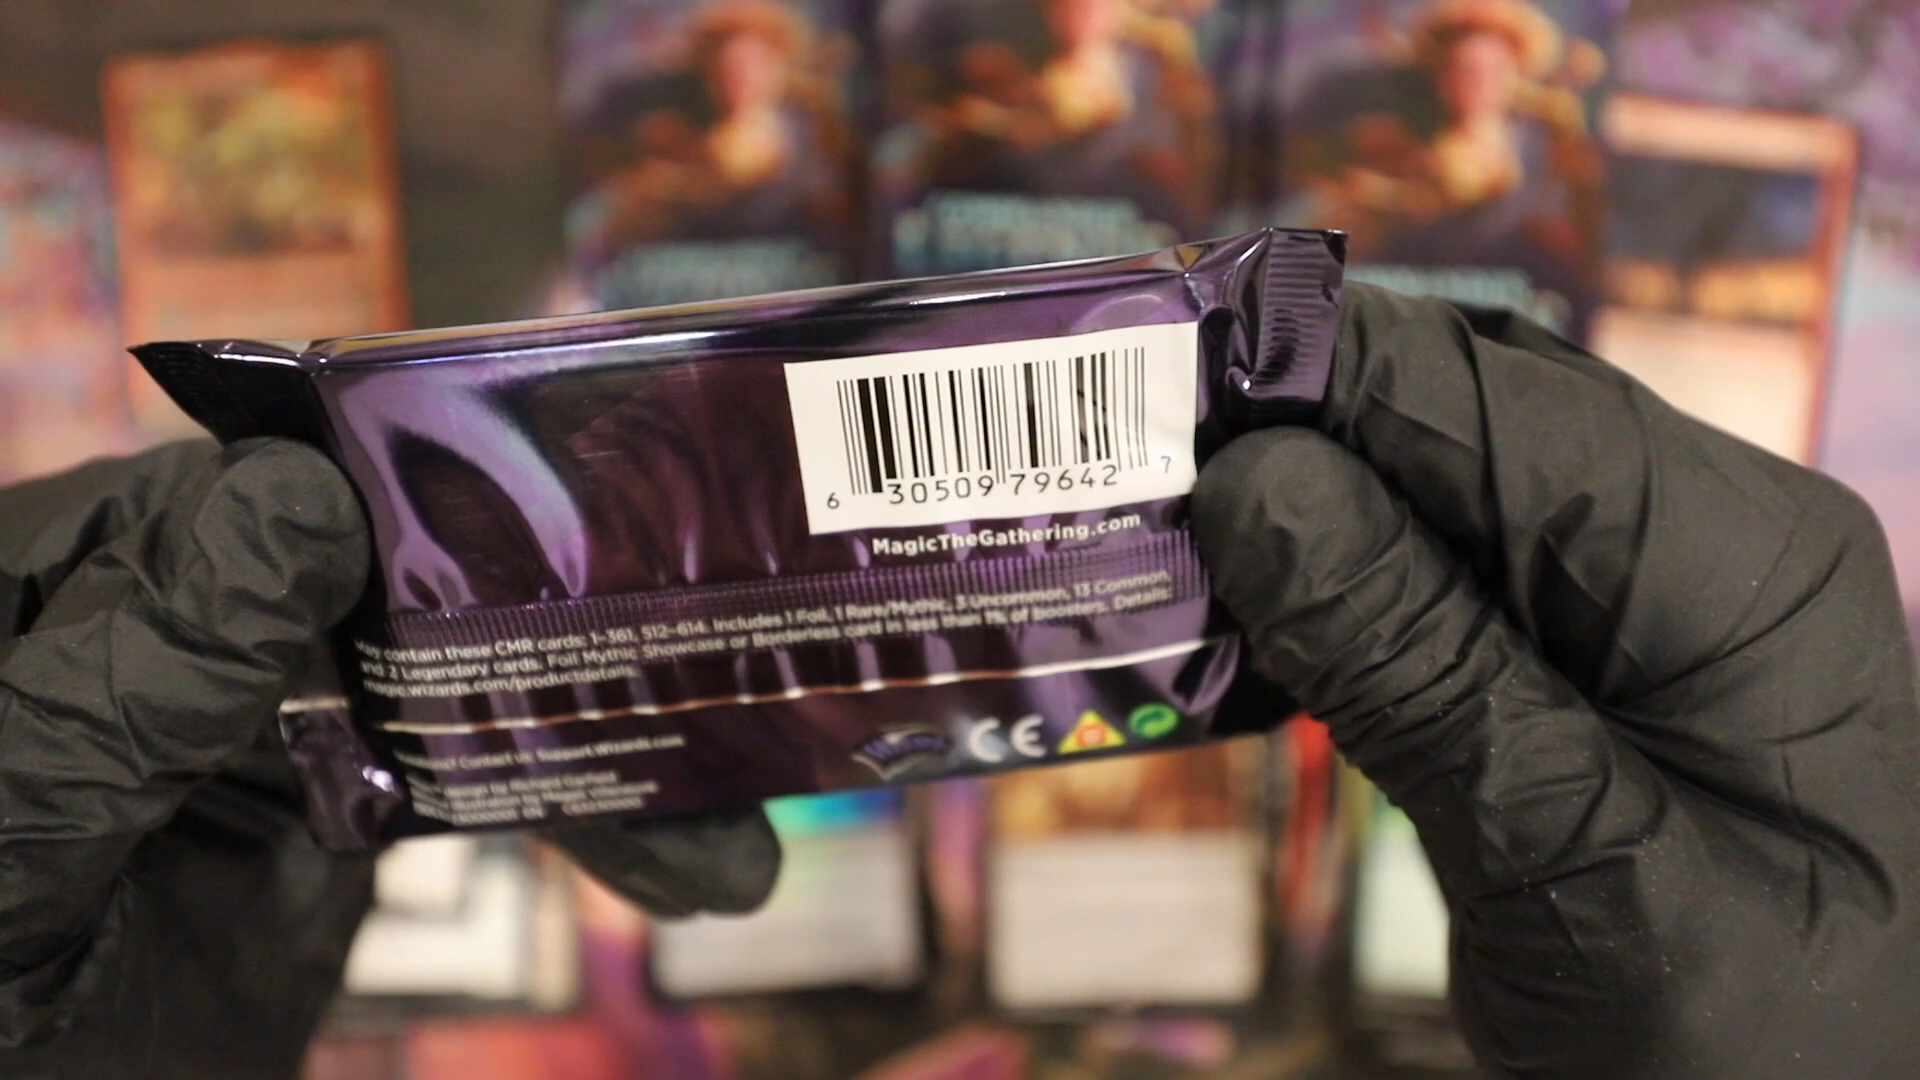 6 30509 79642 7
MagicTheGathering.com
May contain these CMR cards: 1-361, 512-614. Includes 1 Foil, 1 Rare/Mythic, 3 Uncommon, 13 Common,
and 2 Legendary cards. Foil Mythic Showcase or Borderless card in less than 1% of boosters. Details:
magic.wizards.com/productdetails.
Contact us: Support.Wizards.com
CE
design by Richard Garfield
illustration by